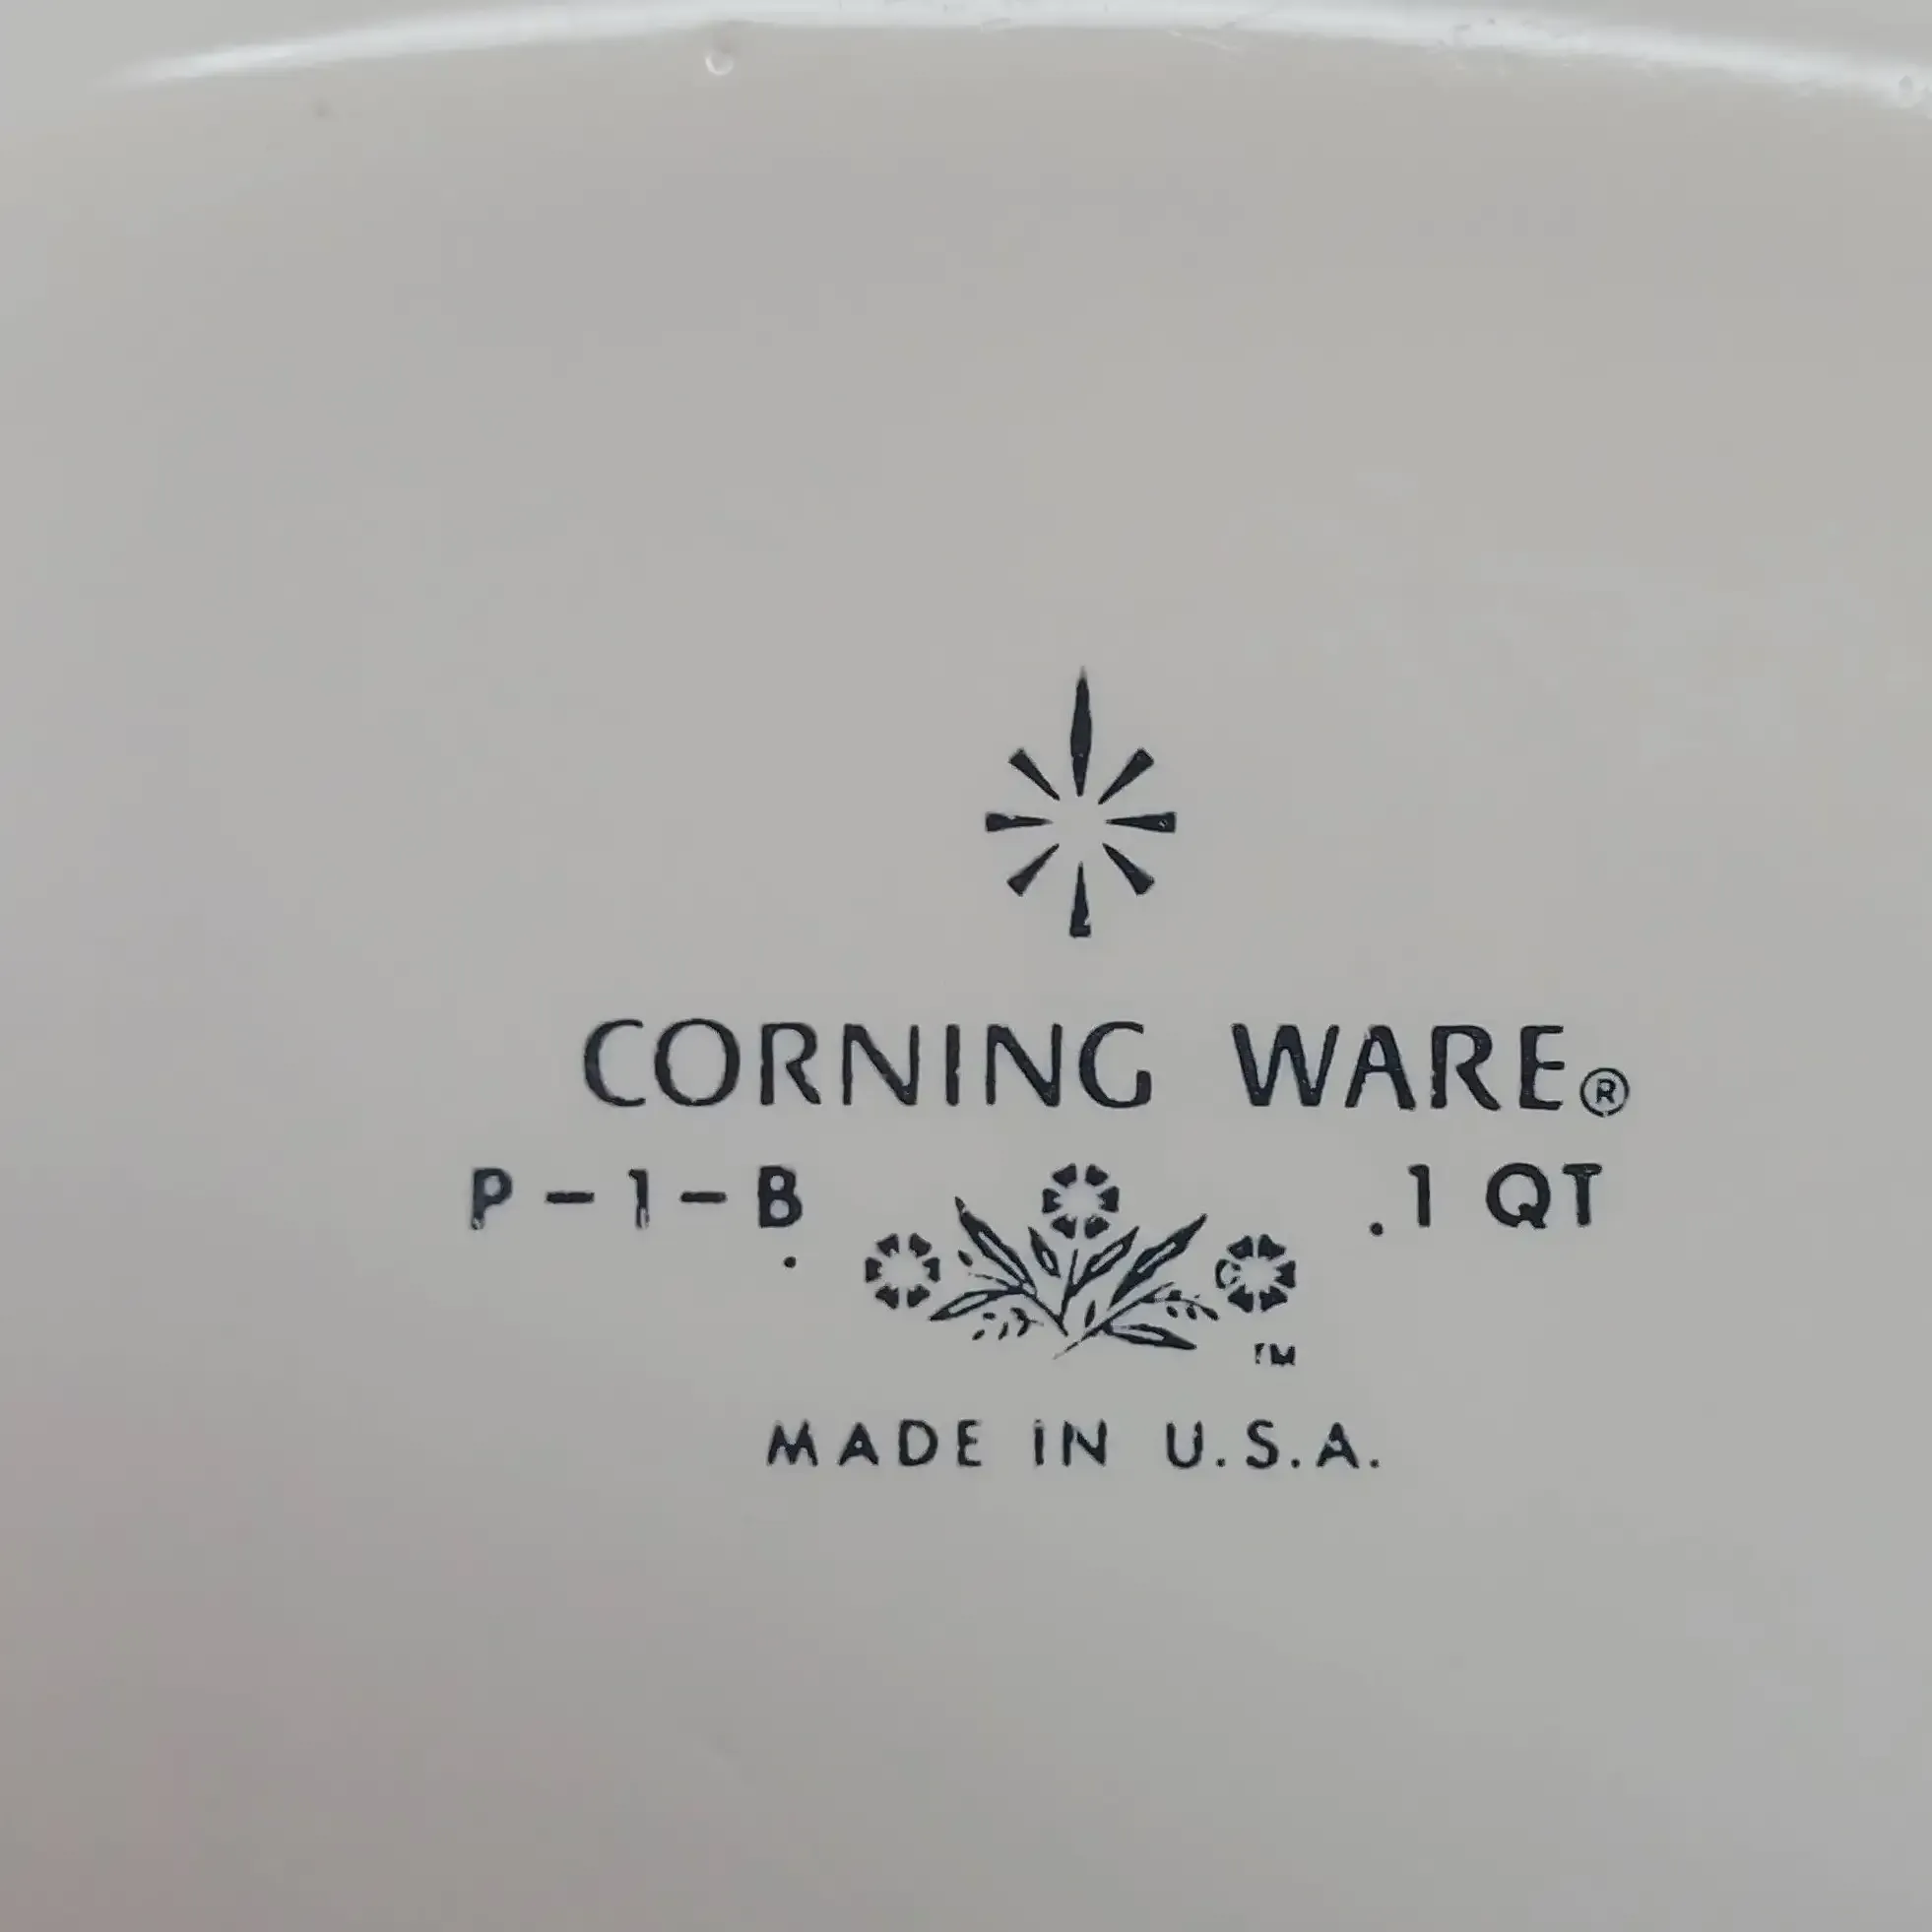 CORNING WARE®
P-1-B .1 QT
TM
MADE IN U.S.A.